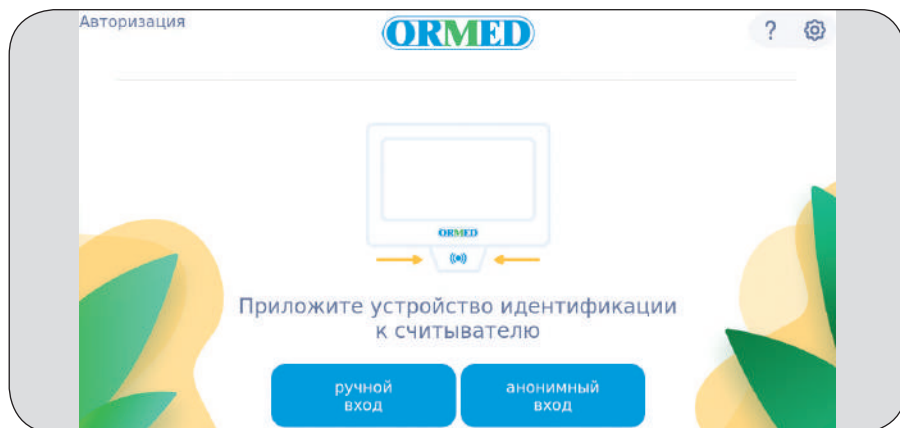 Авторизация
ORMED
?
ORMED
Приложите устройство идентификации
к считывателю
ручной
вход
анонимный
вход